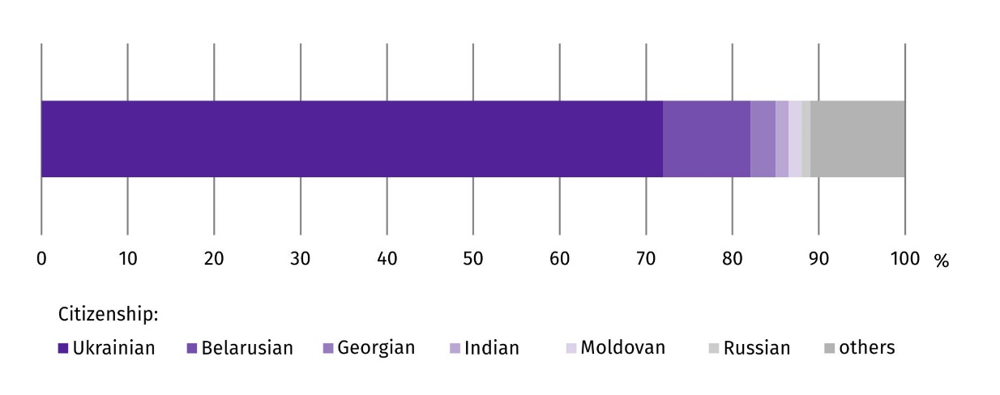 0 10 20 30 40 50 60 70 80 90 100 %
Citizenship:
Ukrainian Belarusian Georgian Indian Moldovan Russian others